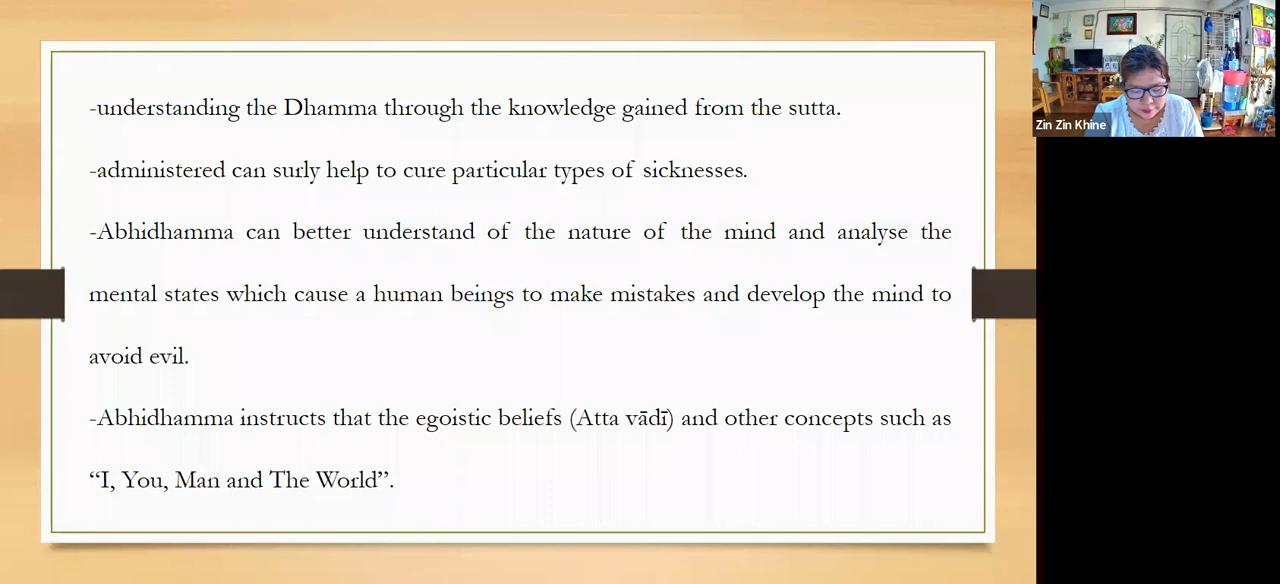 -understanding the Dhamma through the knowledge gained from the sutta.
-administered can surly help to cure particular types of sicknesses.
-Abhidhamma can better understand of the nature of the mind and analyse the
mental states which cause a human beings to make mistakes and develop the mind to
avoid evil.
-Abhidhamma instructs that the egoistic beliefs (Atta vādī) and other concepts such as
“I, You, Man and The World”.
Zin Zin Khine